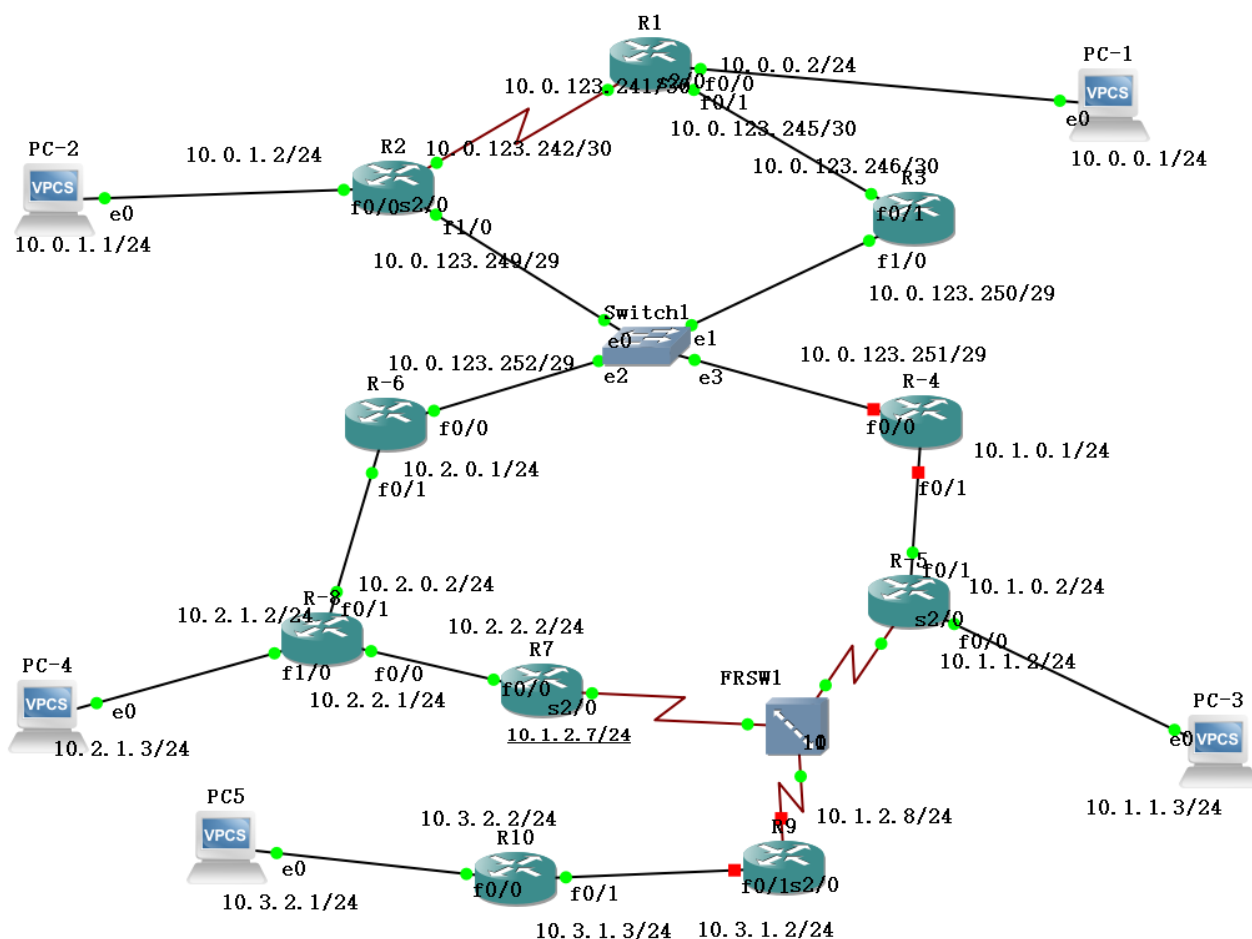 R1
10.0.0.2/24
PC-1
s2/0
f0/0
10.0.123.241/30
f0/1
VPCS
e0
10.0.123.245/30
10.0.0.1/24
PC-2
10.0.1.2/24
R2
10.0.123.242/30
10.0.123.246/30
R3
VPCS
e0
f0/0
s2/0
f0/1
10.0.1.1/24
f1/0
f1/0
10.0.123.249/29
10.0.123.250/29
Switch1
e0
e1
10.0.123.252/29
10.0.123.251/29
e2
e3
R-6
R-4
f0/0
f0/0
10.2.0.1/24
10.1.0.1/24
f0/1
f0/1
R-5
f0/1
10.2.0.2/24
10.1.0.2/24
R-8
f0/1
10.2.1.2/24
s2/0
f0/0
10.2.2.2/24
10.1.1.2/24
R7
PC-4
f1/0
f0/0
f0/0
FRSW1
10.2.2.1/24
s2/0
PC-3
VPCS
e0
10.1.2.7/24
e0
VPCS
10.2.1.3/24
PC5
10.1.1.3/24
10.3.2.2/24
10.1.2.8/24
R10
R9
VPCS
e0
f0/0
f0/1
f0/1
s2/0
10.3.2.1/24
10.3.1.3/24
10.3.1.2/24